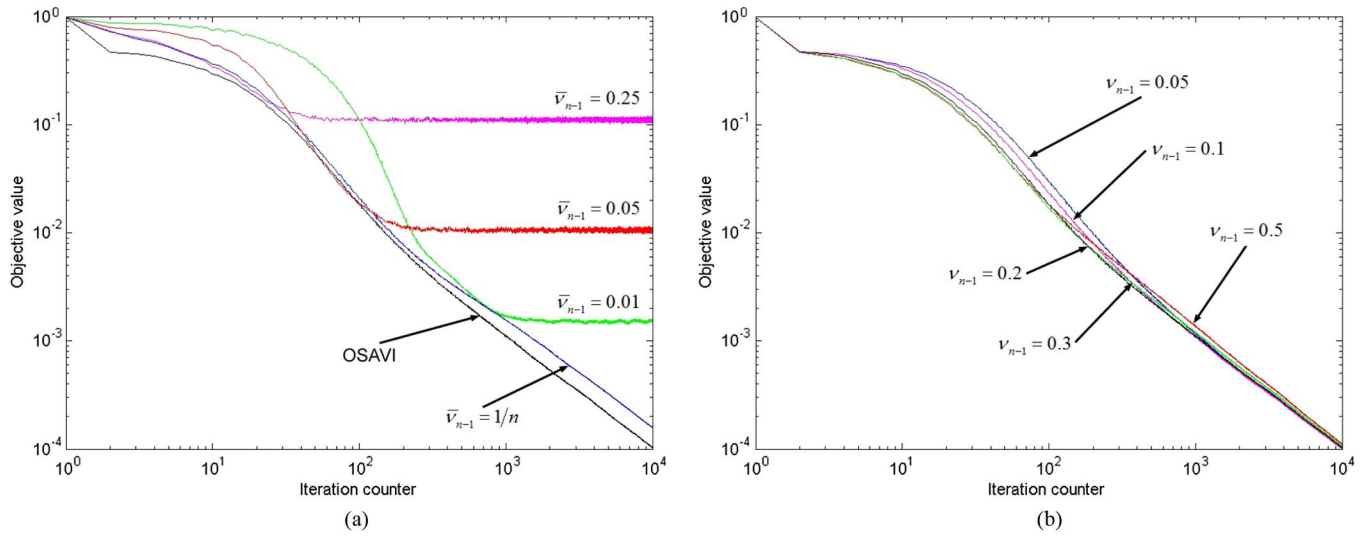 10^0
10^-1
10^-2
10^-3
10^-4
Objective value
10^0 10^1 10^2 10^3 10^4
Iteration counter
ν̅_{n−1} = 0.25
ν̅_{n−1} = 0.05
ν̅_{n−1} = 0.01
OSAVI
ν̅_{n−1} = 1/n
(a)
10^0
10^-1
10^-2
10^-3
10^-4
Objective value
10^0 10^1 10^2 10^3 10^4
Iteration counter
ν_{n−1} = 0.05
ν_{n−1} = 0.1
ν_{n−1} = 0.5
ν_{n−1} = 0.2
ν_{n−1} = 0.3
(b)